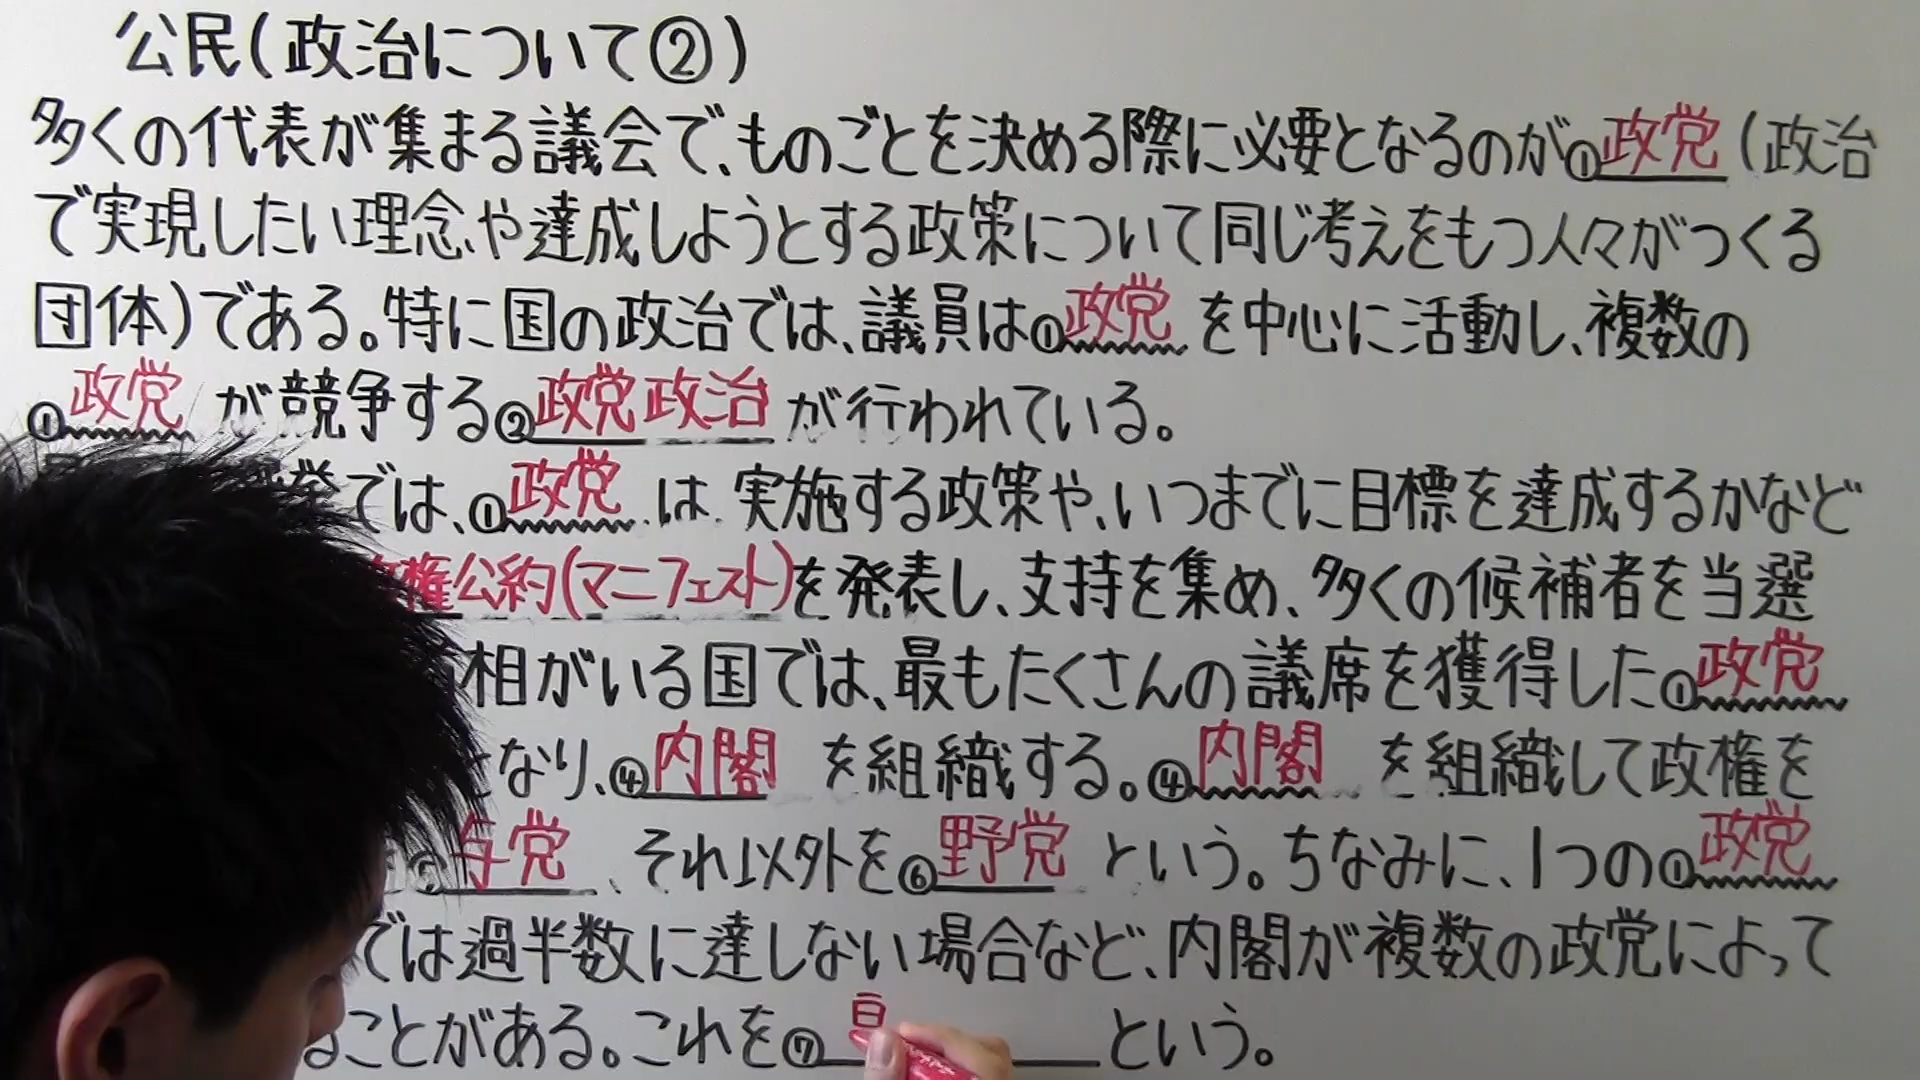 公民(政治について②)
多くの代表が集まる議会で、ものごとを決める際に必要となるのが①政党(政治
で実現したい理念や達成しようとする政策について同じ考えをもつ人々がつくる
団体)である。特に国の政治では、議員は①政党を中心に活動し、複数の
①政党が競争する②政党政治が行われている。
挙では、①政党は実施する政策や、いつまでに目標を達成するかなど
権公約(マニフェスト)を発表し、支持を集め、多くの候補者を当選
相がいる国では、最もたくさんの議席を獲得した①政党
なり、④内閣を組織する。④内閣を組織して政権を
⑤与党、それ以外を⑥野党という。ちなみに、1つの①政党
では過半数に達しない場合など、内閣が複数の政党によって
ることがある。これを⑦という。